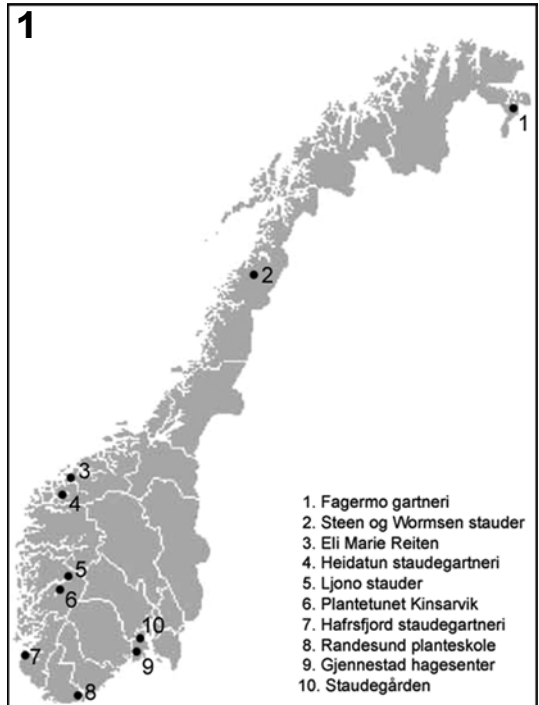 1
1
2
3
4
5
6
7
8
9
10
1. Fagermo gartneri
2. Steen og Wormsen stauder
3. Eli Marie Reiten
4. Heidatun staudegartneri
5. Ljono stauder
6. Plantetunet Kinsarvik
7. Hafrsfjord staudegartneri
8. Randesund planteskole
9. Gjennestad hagesenter
10. Staudegården